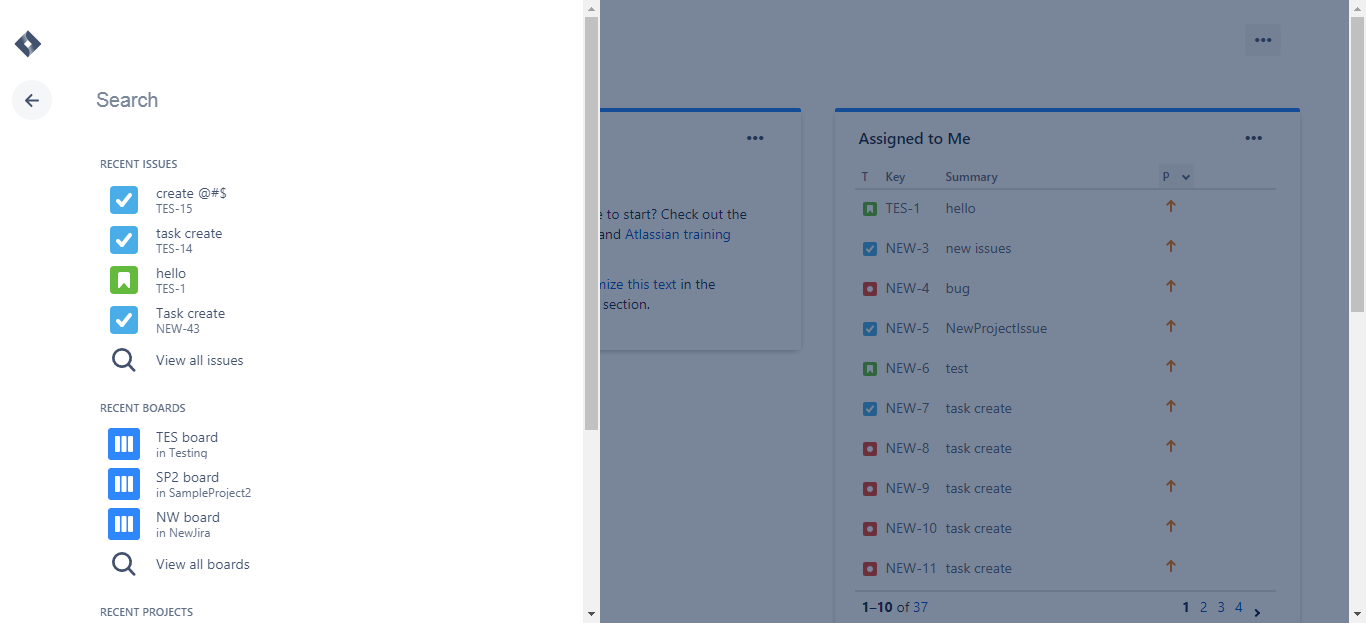 Search
RECENT ISSUES
create @#$
TES-15
task create
TES-14
hello
TES-1
Task create
NEW-43
View all issues
RECENT BOARDS
TES board
in Testing
SP2 board
in SampleProject2
NW board
in NewJira
View all boards
RECENT PROJECTS
to start? Check out the
and Atlassian training
this text in the
section.
Assigned to Me
T Key Summary P
TES-1 hello
NEW-3 new issues
NEW-4 bug
NEW-5 NewProjectIssue
NEW-6 test
NEW-7 task create
NEW-8 task create
NEW-9 task create
NEW-10 task create
NEW-11 task create
1–10 of 37 1 2 3 4